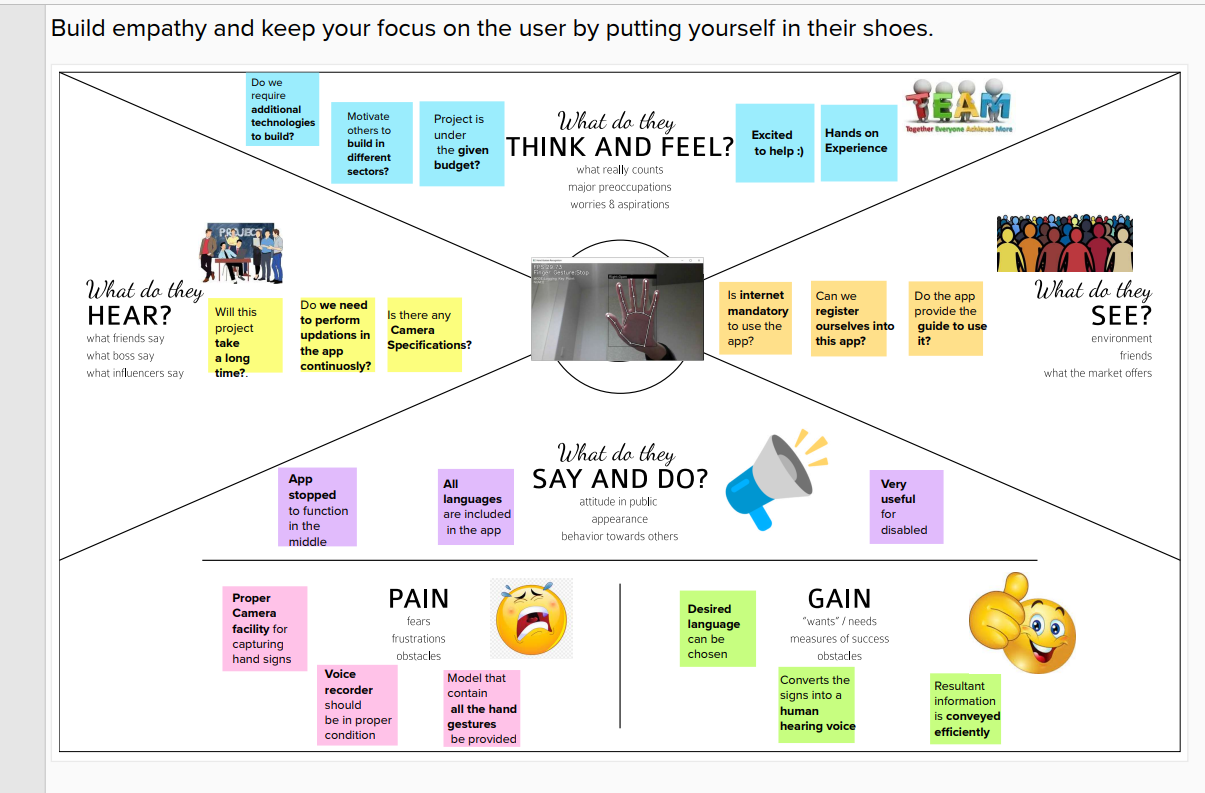 Build empathy and keep your focus on the user by putting yourself in their shoes.
Do we
require
additional
technologies
to build?
Motivate
others to
build in
different
sectors?
Project is
under
the given
budget?
What do they
THINK AND FEEL?
what really counts
major preoccupations
worries & aspirations
Excited
to help :)
Hands on
Experience
TEAM
Together Everyone Achieves More
PROJECT
What do they
HEAR?
what friends say
what boss say
what influencers say
Will this
project
take
a long
time?.
Do we need
to perform
updations in
the app
continuosly?
Is there any
Camera
Specifications?
Finger Gesture:Stop
Is internet
mandatory
to use the
app?
Can we
register
ourselves into
this app?
Do the app
provide the
guide to use
it?
What do they
SEE?
environment
friends
what the market offers
What do they
SAY AND DO?
attitude in public
appearance
behavior towards others
App
stopped
to function
in the
middle
All
languages
are included
in the app
Very
useful
for
disabled
PAIN
fears
frustrations
obstacles
Proper
Camera
facility for
capturing
hand signs
Voice
recorder
should
be in proper
condition
Model that
contain
all the hand
gestures
be provided
GAIN
"wants" / needs
measures of success
obstacles
Desired
language
can be
chosen
Converts the
signs into a
human
hearing voice
Resultant
information
is conveyed
efficiently